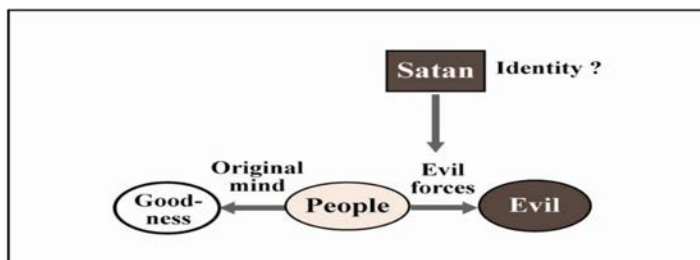 Satan
Identity ?
Original
mind
Evil
forces
Good-
ness
People
Evil